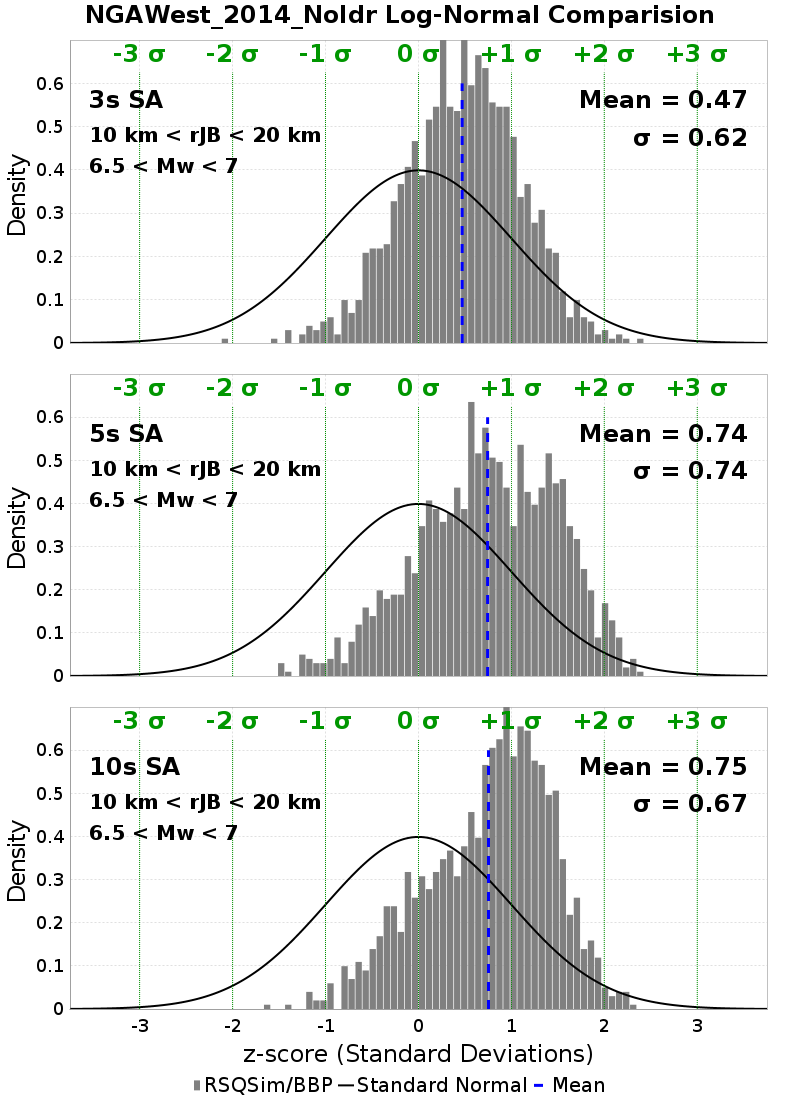 NGAWest_2014_NoIdr Log-Normal Comparision
-3 σ -2 σ -1 σ 0 σ +1 σ +2 σ +3 σ
0.6
3s SA Mean = 0.47
0.5
10 km < rJB < 20 km σ = 0.62
6.5 < Mw < 7
0.4
Density
0.3
0.2
0.1
0
-3 σ -2 σ -1 σ 0 σ +1 σ +2 σ +3 σ
0.6
5s SA Mean = 0.74
0.5
10 km < rJB < 20 km σ = 0.74
6.5 < Mw < 7
0.4
Density
0.3
0.2
0.1
0
-3 σ -2 σ -1 σ 0 σ +1 σ +2 σ +3 σ
0.6
10s SA Mean = 0.75
0.5
10 km < rJB < 20 km σ = 0.67
6.5 < Mw < 7
0.4
Density
0.3
0.2
0.1
0
-3 -2 -1 0 1 2 3
z-score (Standard Deviations)
RSQSim/BBP Standard Normal Mean